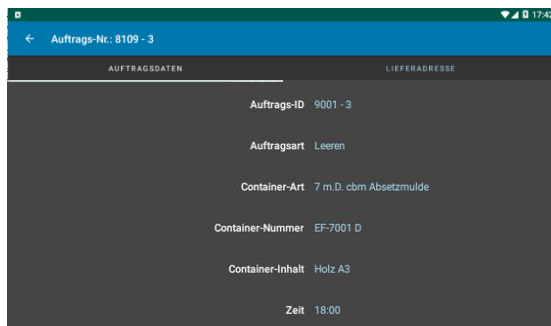 17:42
Auftrags-Nr.: 8109 - 3
AUFTRAGSDATEN LIEFERADRESSE
Auftrags-ID 9001 - 3
Auftragsart Leeren
Container-Art 7 m.D. cbm Absetzmulde
Container-Nummer EF-7001 D
Container-Inhalt Holz A3
Zeit 18:00